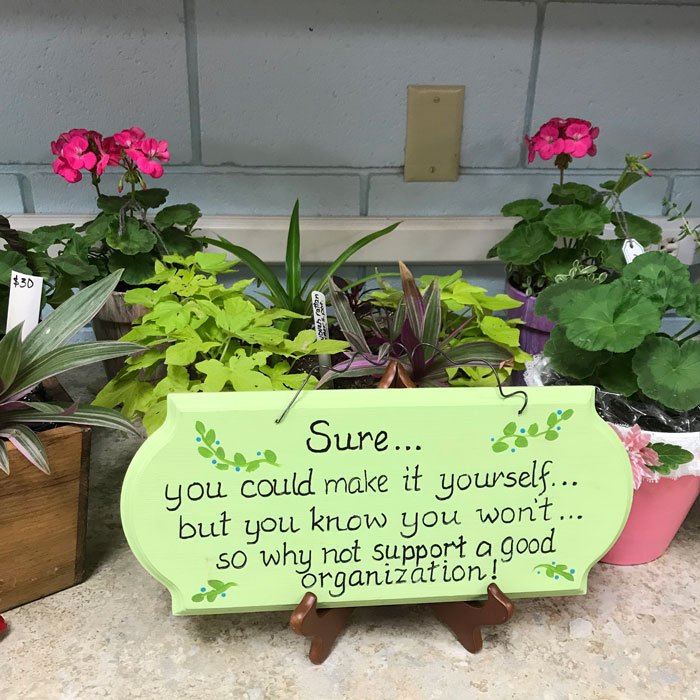 $30
Sure...
you could make it yourself...
but you know you won't...
so why not support a good
organization!